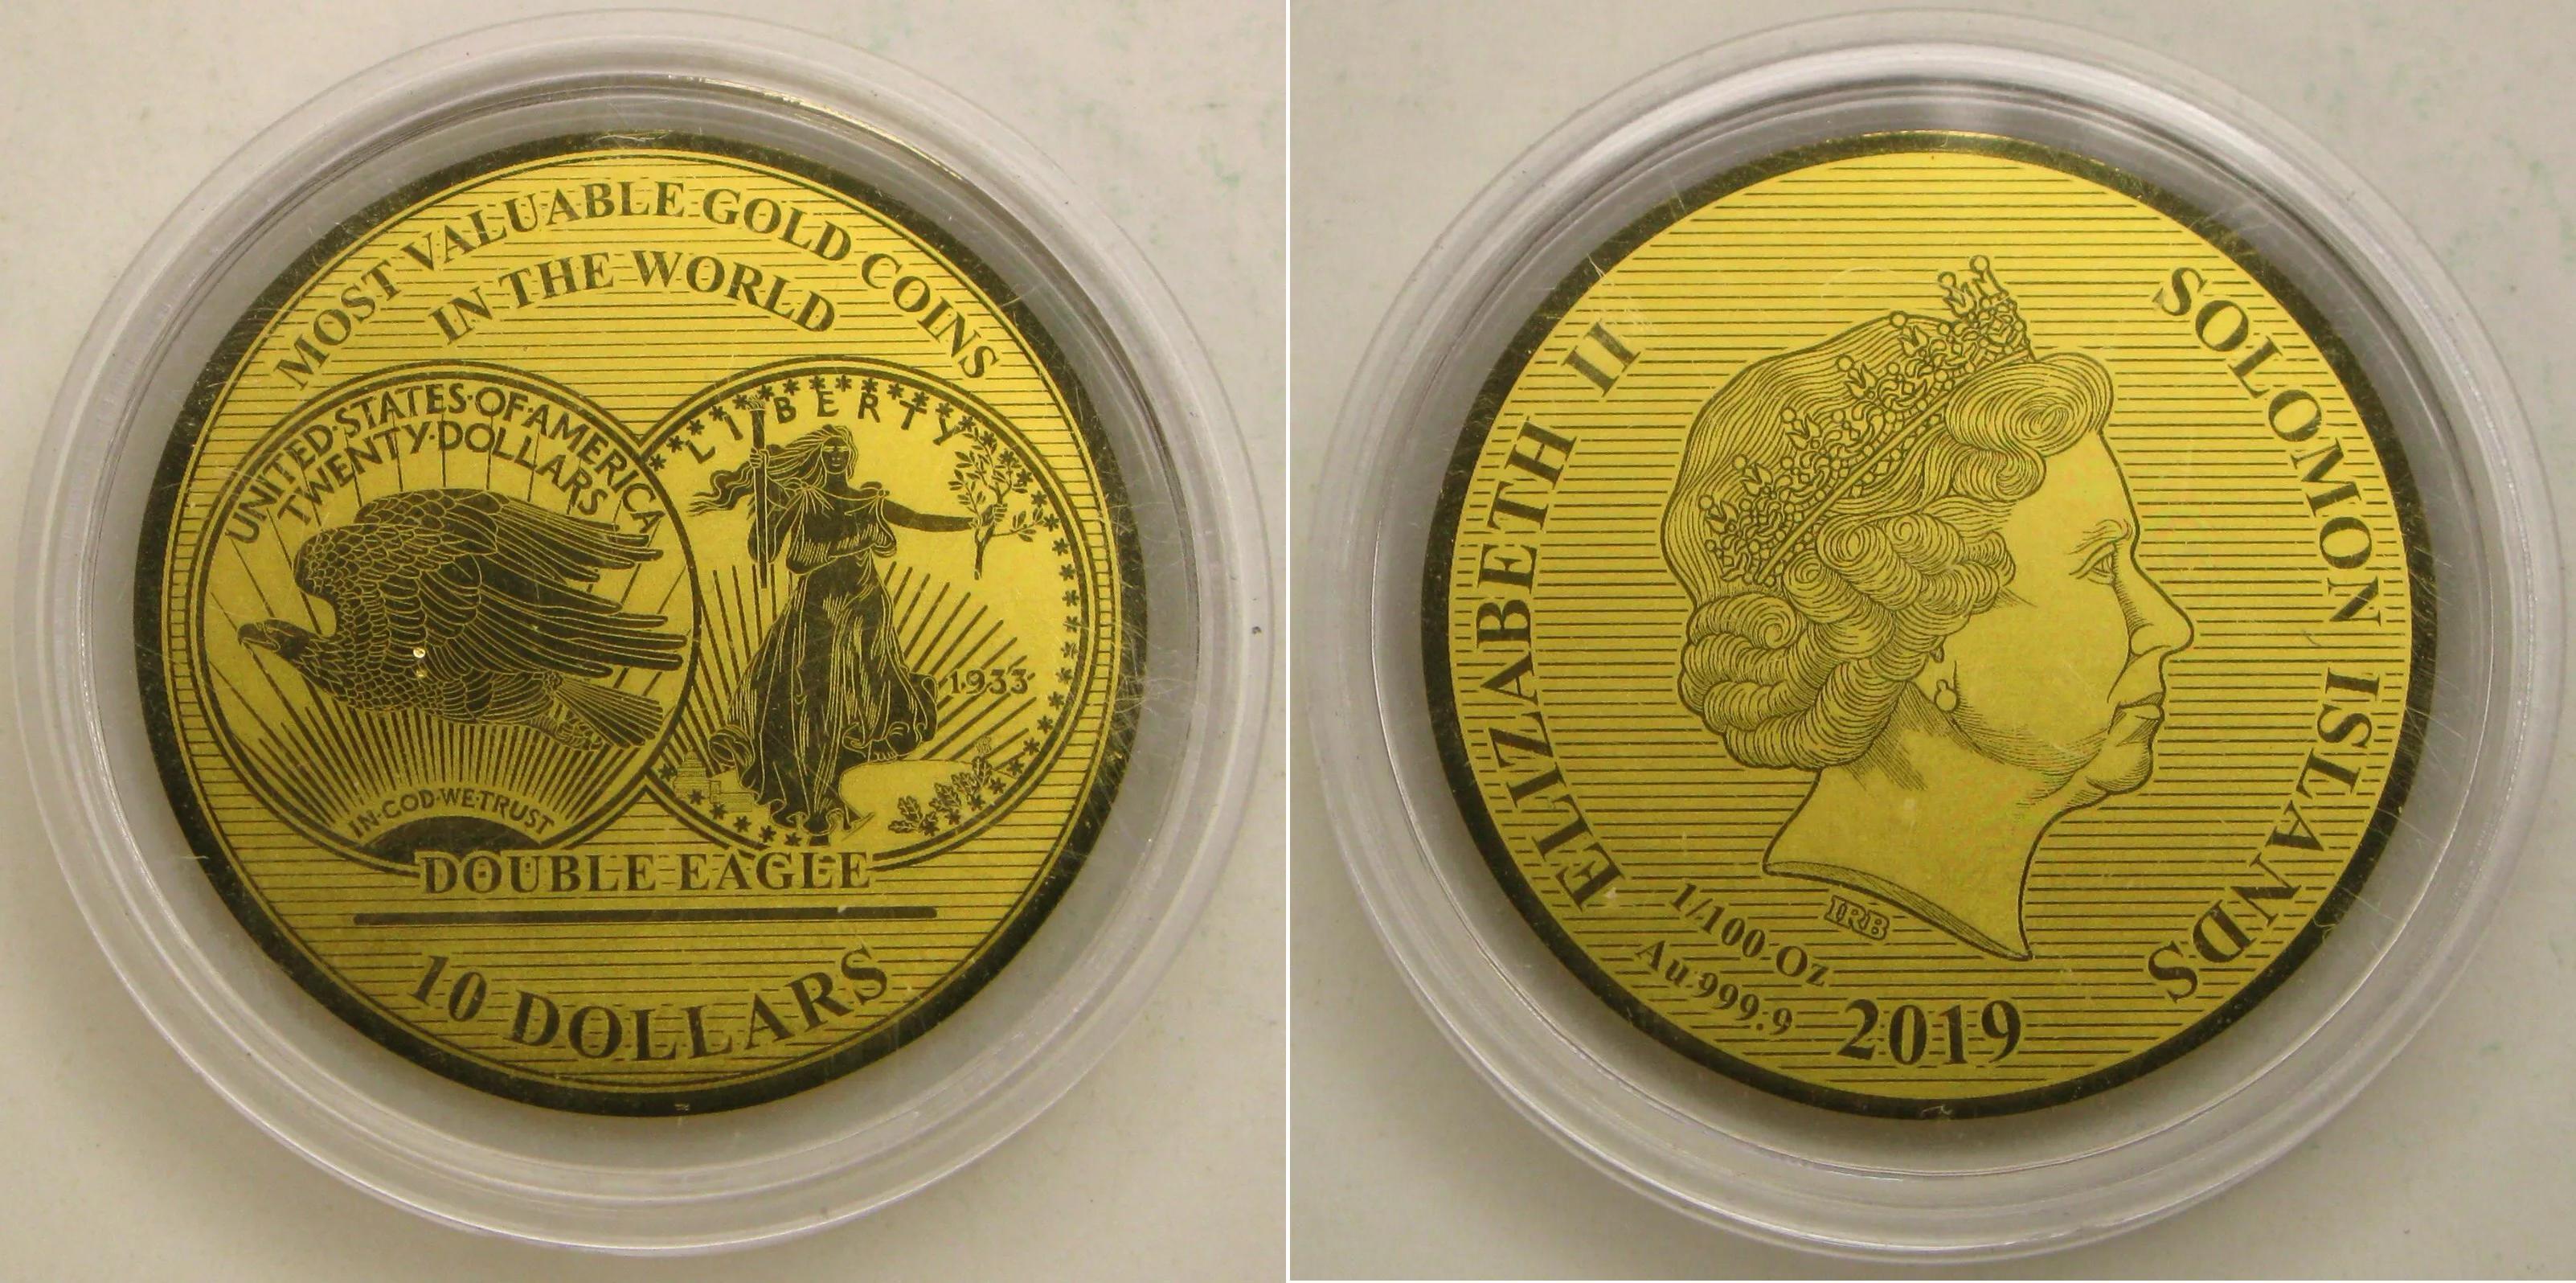 MOST VALUABLE GOLD COINS
IN THE WORLD
UNITED·STATES·OF·AMERICA
TWENTY·DOLLARS
IN·GOD·WE·TRUST
LIBERTY
1933
DOUBLE EAGLE
10 DOLLARS
ELIZABETH II
SOLOMON ISLANDS
IRB
1/100 Oz
Au 999.9
2019